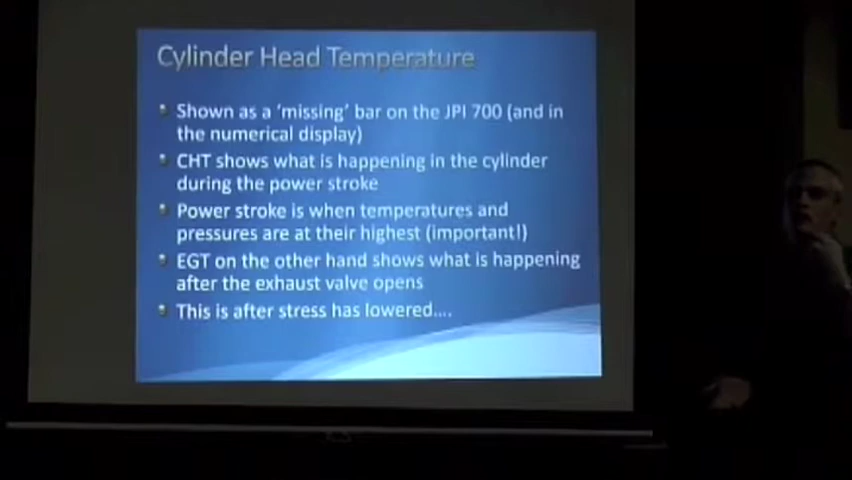 Cylinder Head Temperature
Shown as a 'missing' bar on the JPI 700 (and in
the numerical display)
CHT shows what is happening in the cylinder
during the power stroke
Power stroke is when temperatures and
pressures are at their highest (important!)
EGT on the other hand shows what is happening
after the exhaust valve opens
This is after stress has lowered....